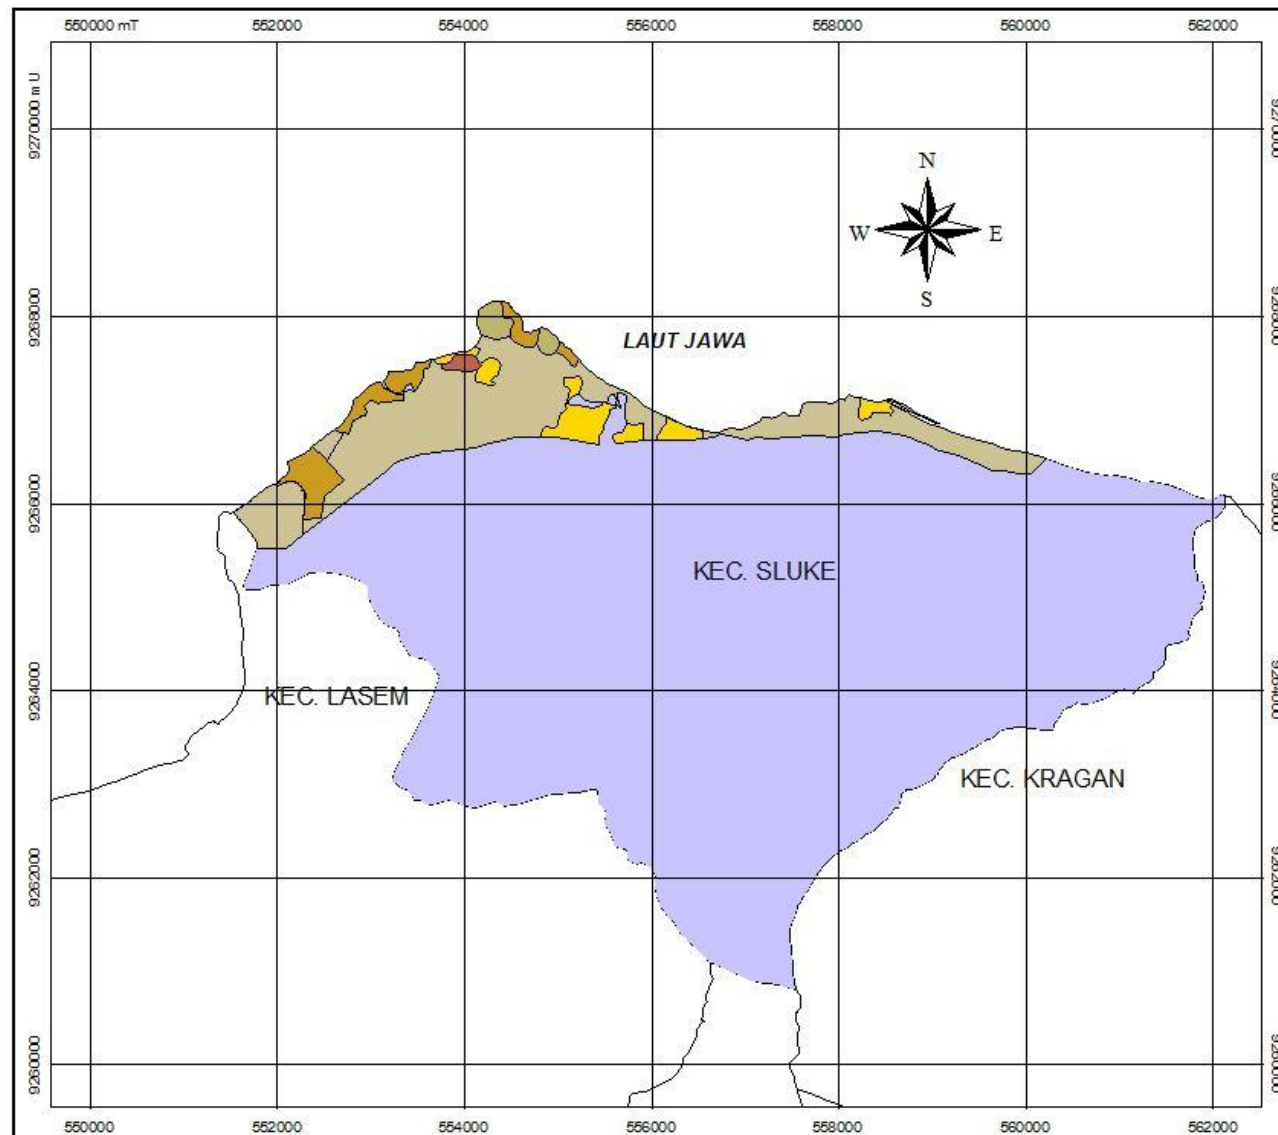 550000 mT 552000 554000 556000 558000 560000 562000
9270000 m U
N
W E
S
9268000
LAUT JAWA
9266000
KEC. SLUKE
9264000
KEC. LASEM
KEC. KRAGAN
9262000
9260000
550000 552000 554000 556000 558000 560000 562000